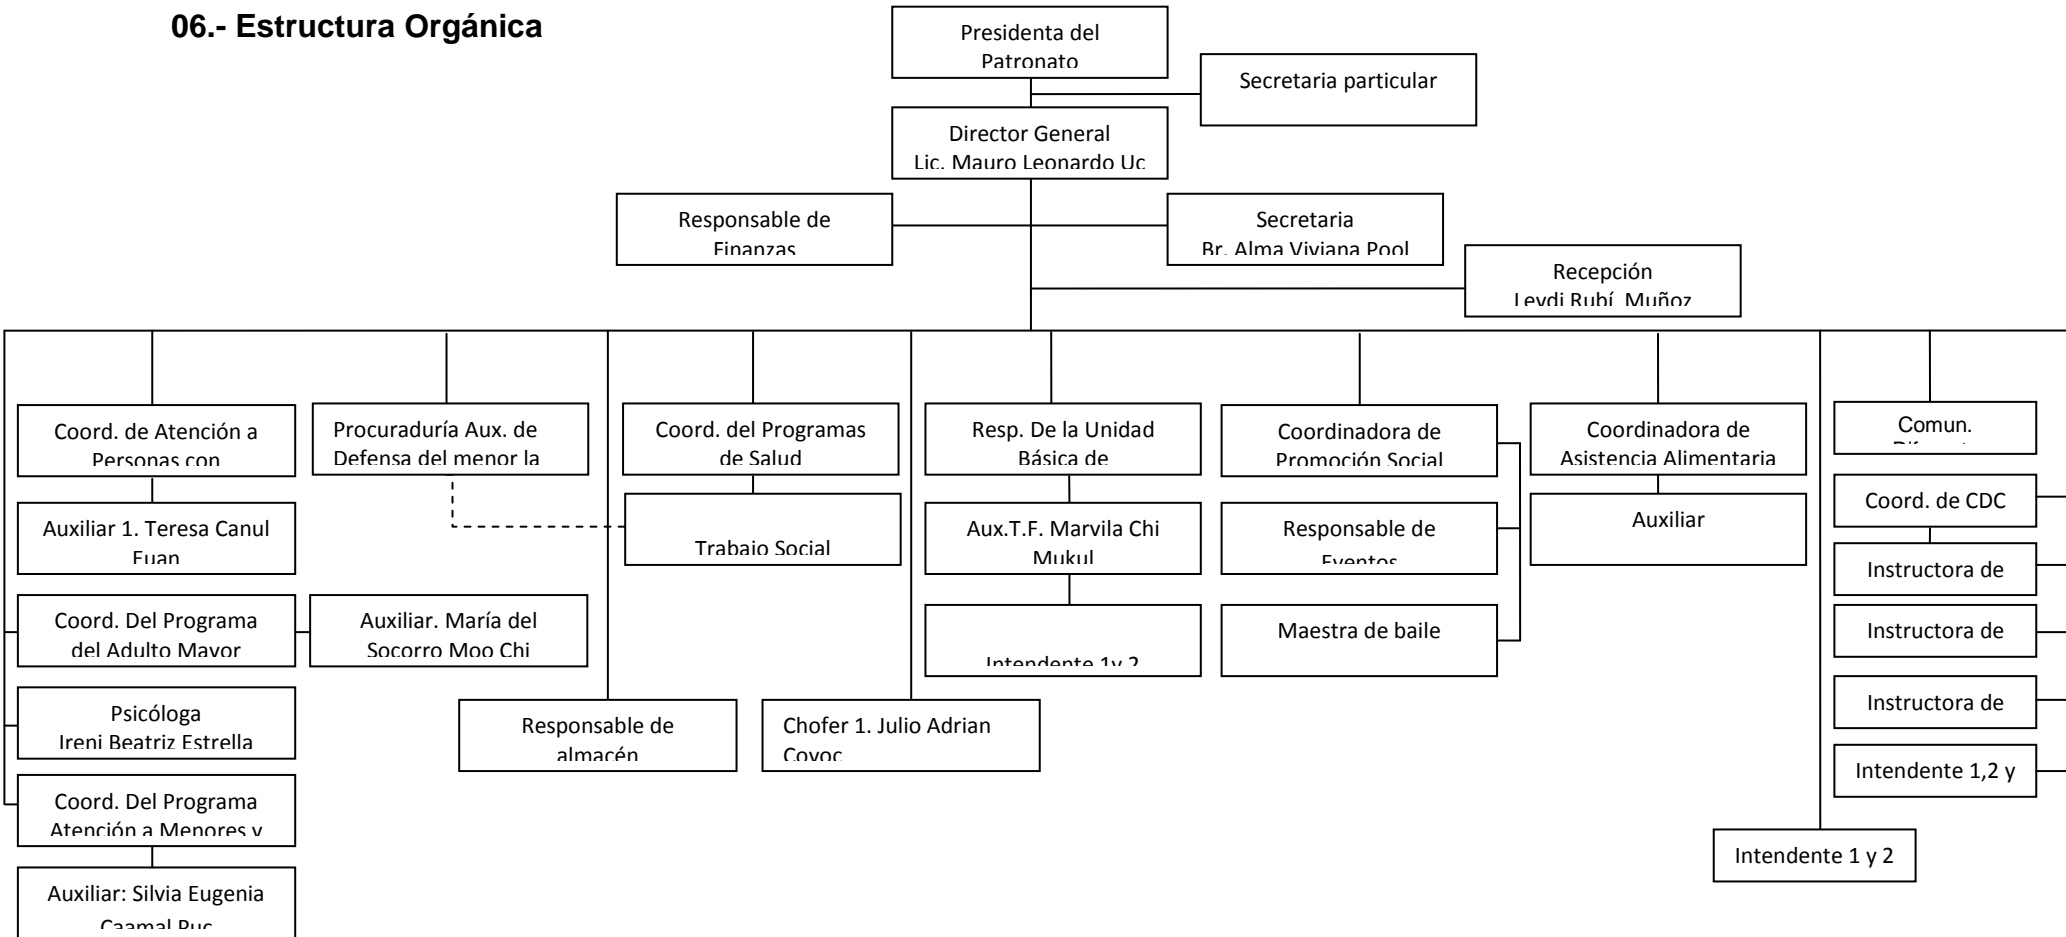 06.- Estructura Orgánica
Presidenta del
Patronato
Secretaria particular
Director General
Lic. Mauro Leonardo Uc
Responsable de
Finanzas
Secretaria
Br. Alma Viviana Pool
Recepción
Leydi Rubí Muñoz
Coord. de Atención a
Personas con
Procuraduría Aux. de
Defensa del menor la
Coord. del Programas
de Salud
Resp. De la Unidad
Básica de
Coordinadora de
Promoción Social
Coordinadora de
Asistencia Alimentaria
Comun.
Auxiliar 1. Teresa Canul
Euan
Trabajo Social
Aux.T.F. Marvila Chi
Mukul
Responsable de
Eventos
Auxiliar
Coord. de CDC
Instructora de
Coord. Del Programa
del Adulto Mayor
Auxiliar. María del
Socorro Moo Chi
Intendente 1y 2
Maestra de baile
Instructora de
Psicóloga
Ireni Beatriz Estrella
Responsable de
almacén
Chofer 1. Julio Adrian
Coyoc
Instructora de
Intendente 1,2 y
Coord. Del Programa
Atención a Menores y
Intendente 1 y 2
Auxiliar: Silvia Eugenia
Caamal Puc